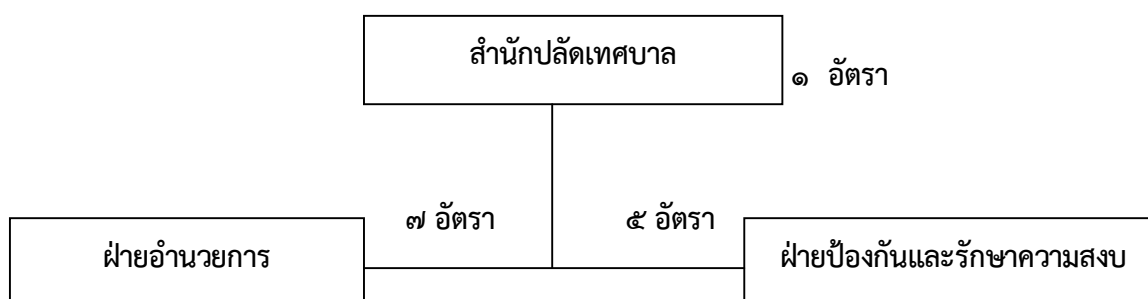 สำนักปลัดเทศบาล
๑ อัตรา
๗ อัตรา
๕ อัตรา
ฝ่ายอำนวยการ
ฝ่ายป้องกันและรักษาความสงบ